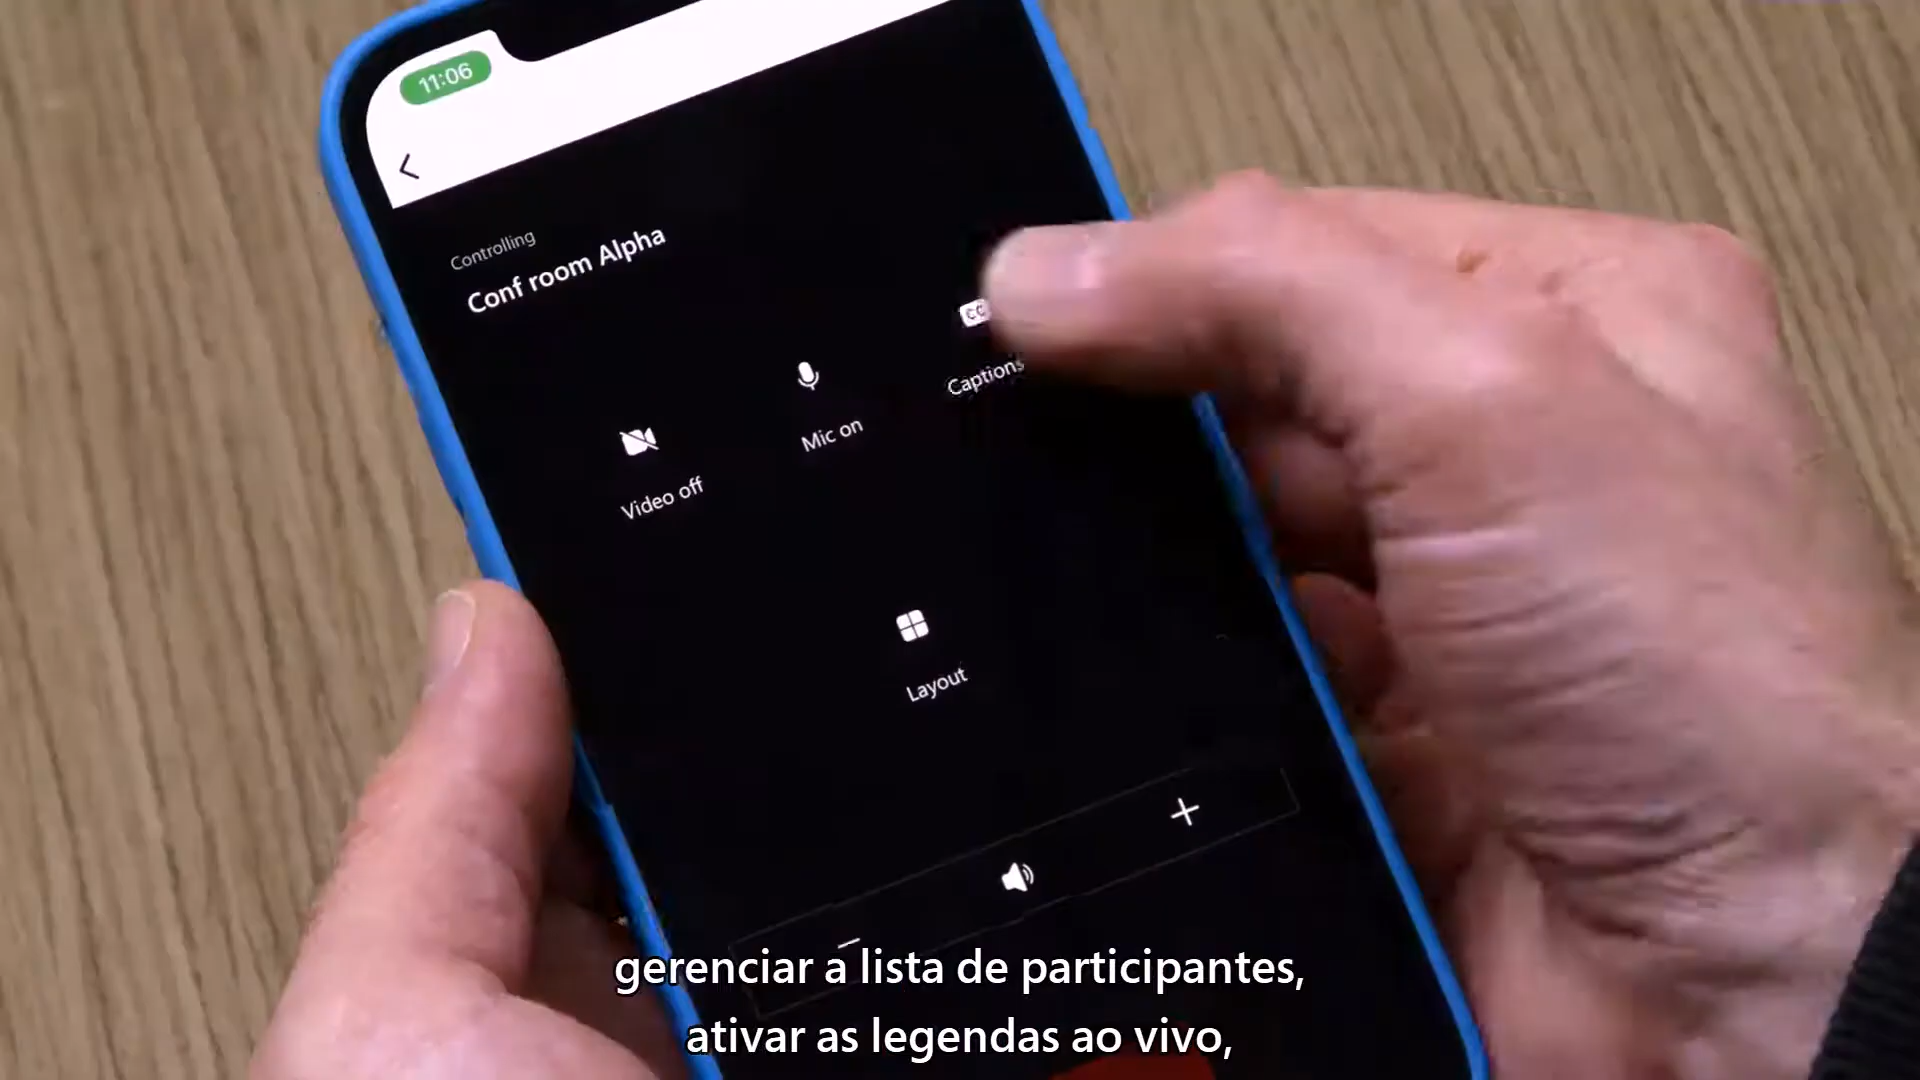 11:06
Controlling
Conf room Alpha
CC
Captions
Mic on
Video off
Layout
gerenciar a lista de participantes,
ativar as legendas ao vivo,